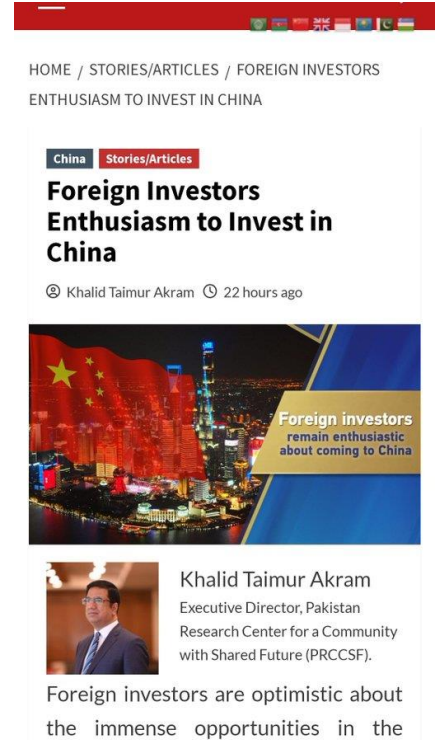 HOME / STORIES/ARTICLES / FOREIGN INVESTORS
ENTHUSIASM TO INVEST IN CHINA
China Stories/Articles
Foreign Investors
Enthusiasm to Invest in
China
Khalid Taimur Akram 22 hours ago
Foreign investors
remain enthusiastic
about coming to China
Khalid Taimur Akram
Executive Director, Pakistan
Research Center for a Community
with Shared Future (PRCCSF).
Foreign investors are optimistic about
the immense opportunities in the